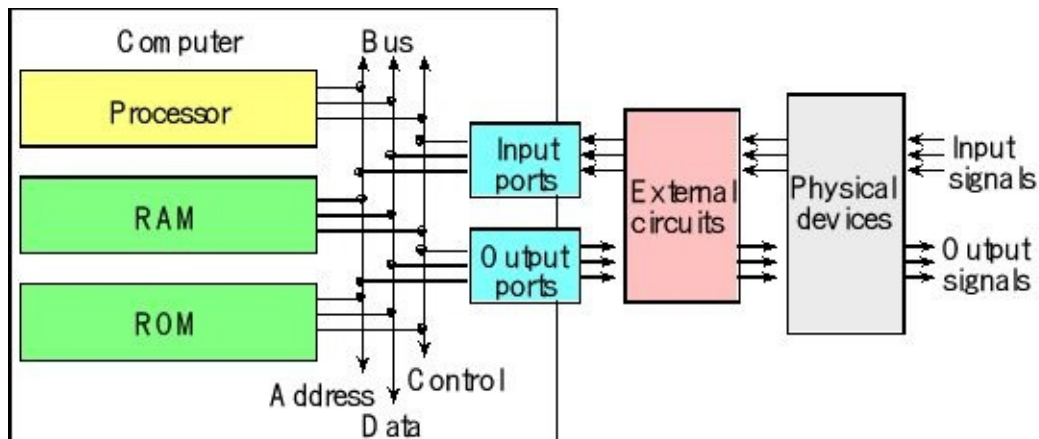 Computer
Bus
Processor
RAM
ROM
Input
ports
Output
ports
External
circuits
Physical
devices
Input
signals
Output
signals
Address
Data
Control